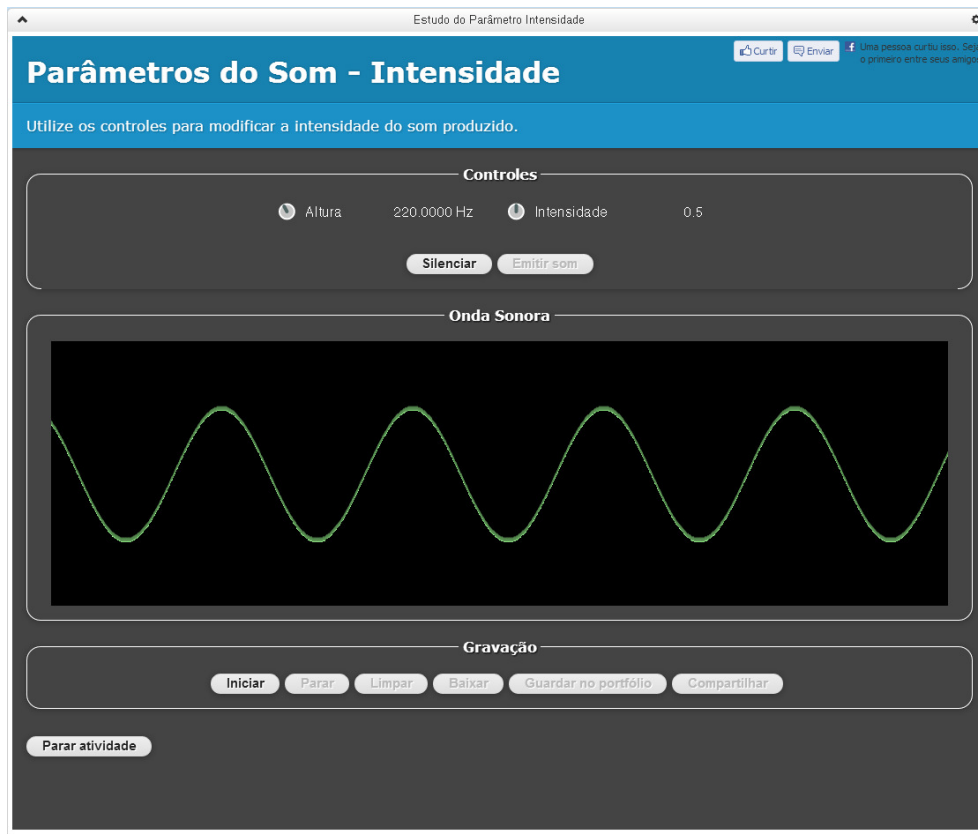 Estudo do Parâmetro Intensidade
Parâmetros do Som - Intensidade
Curtir
Enviar
Uma pessoa curtiu isso. Seja
o primeiro entre seus amigos
Utilize os controles para modificar a intensidade do som produzido.
Controles
Altura 220.0000 Hz Intensidade 0.5
Silenciar Emitir som
Onda Sonora
Gravação
Iniciar Parar Limpar Baixar Guardar no portfólio Compartilhar
Parar atividade